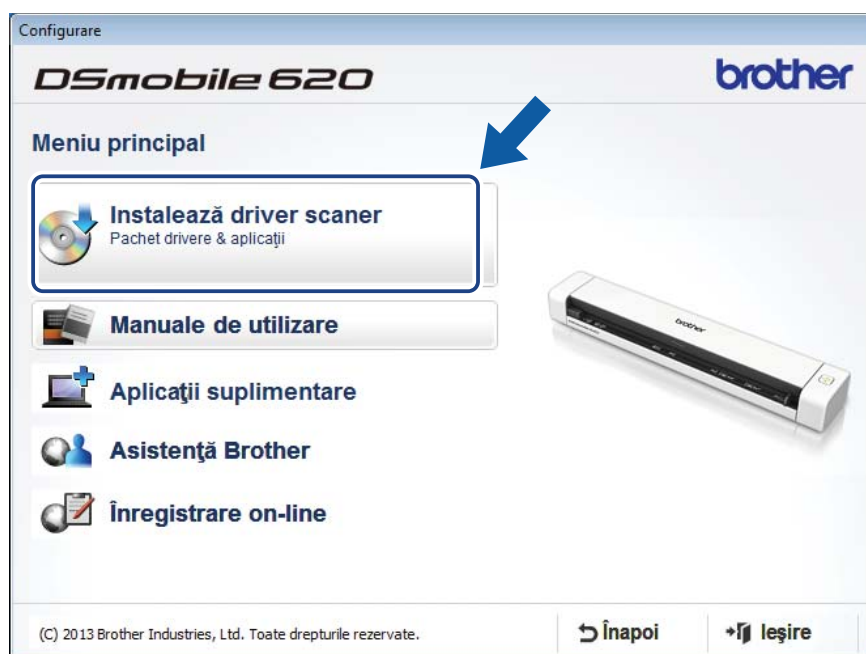 Configurare
DSmobile 620
brother
Meniu principal
Instalează driver scaner
Pachet drivere & aplicaţii
Manuale de utilizare
Aplicaţii suplimentare
Asistenţă Brother
Înregistrare on-line
brother
(C) 2013 Brother Industries, Ltd. Toate drepturile rezervate.
Înapoi
Ieşire